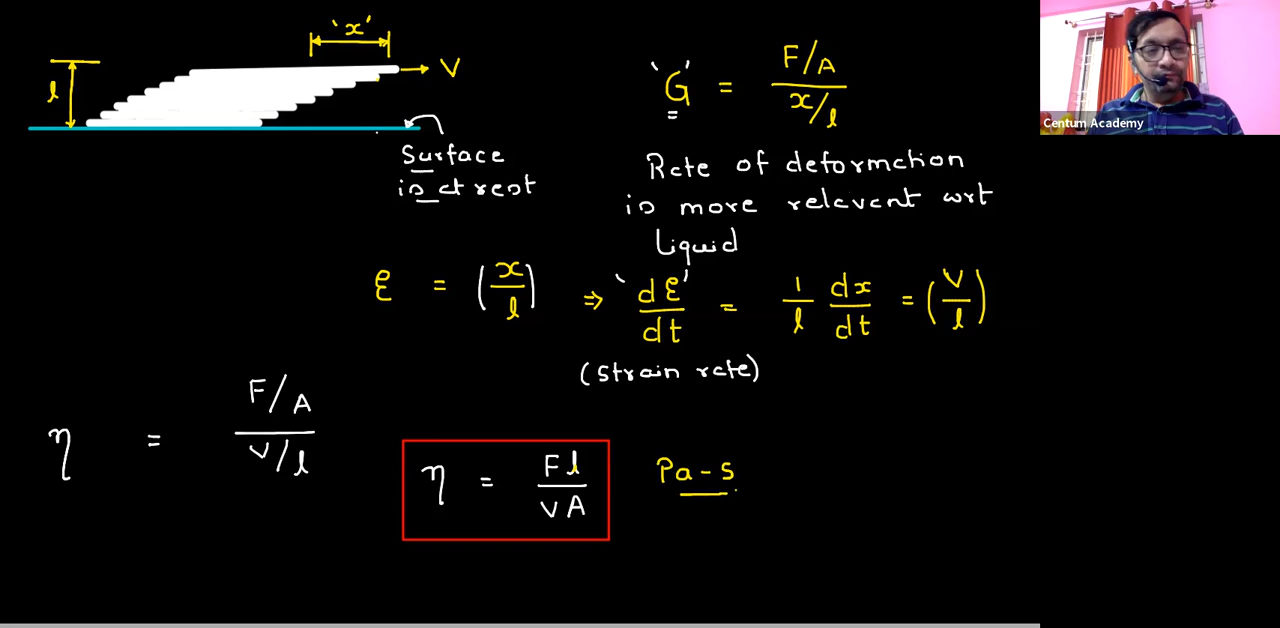 'x'
l
V
Surface
is at rest
'G' = F/A / x/l
Rate of deformation
is more relevant wrt
liquid
ε = (x/l) ⇒ 'dε'/dt = 1/l dx/dt = (V/l)
(Strain rate)
η = F/A / v/l
η = Fl / vA
Pa-s
Centum Academy